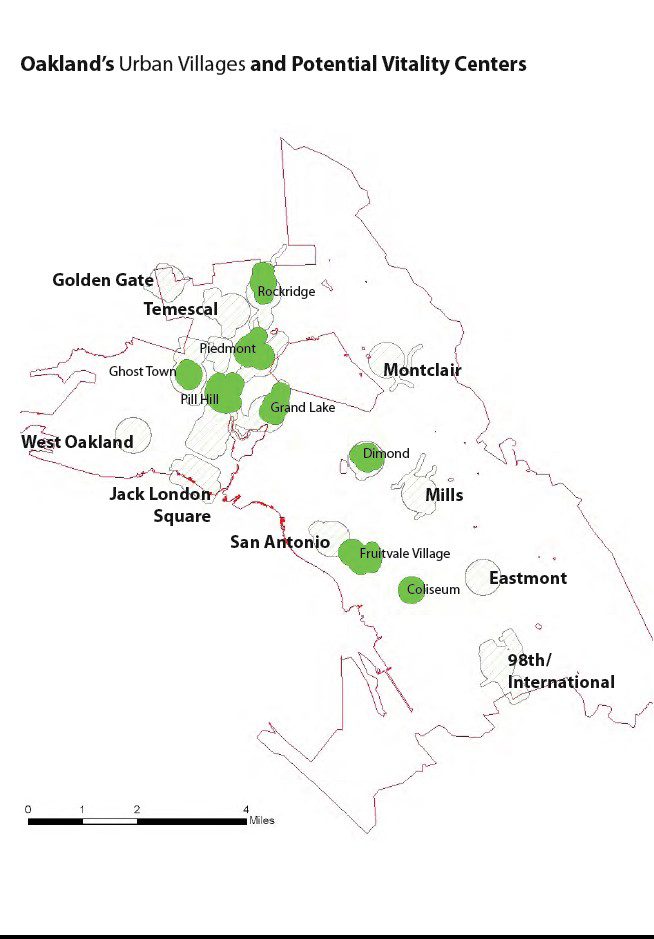 Oakland's Urban Villages and Potential Vitality Centers
Golden Gate
Rockridge
Temescal
Piedmont
Ghost Town
Montclair
Pill Hill
Grand Lake
West Oakland
Dimond
Jack London
Square
Mills
San Antonio
Fruitvale Village
Eastmont
Coliseum
98th/
International
0 1 2 4
Miles